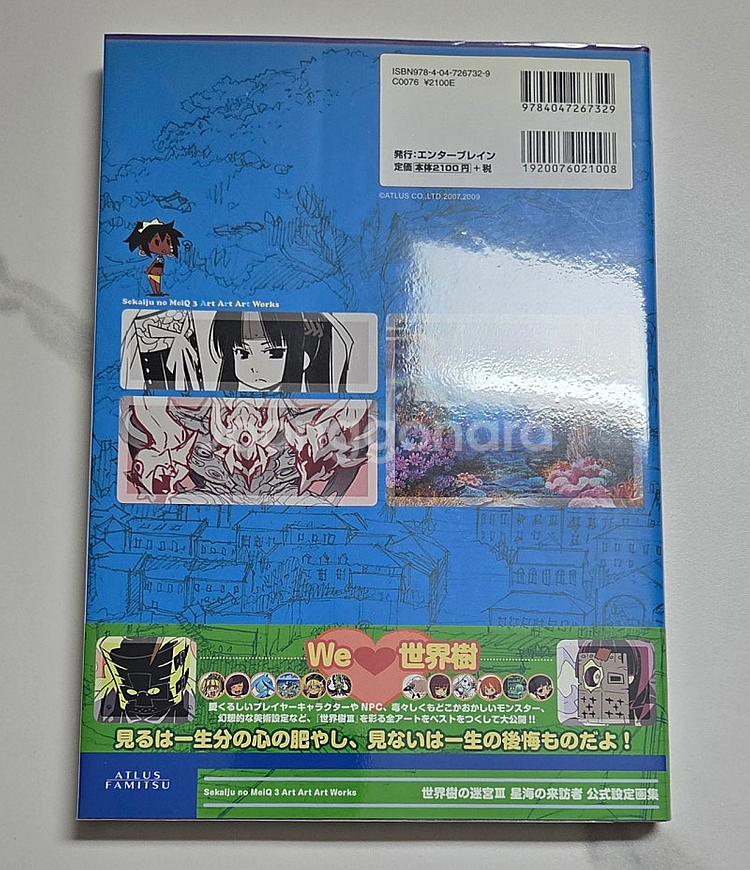 ISBN978-4-04-726732-9
C0076 ¥2100E
9784047267329
発行:エンターブレイン
定価 本体2100円 +税
1920076021008
©ATLUS CO.,LTD 2007,2009
Sekaiju no MeiQ 3 Art Art Art Works
We 世界樹
愛くるしいプレイヤーキャラクターや NPC、毒々しくもどこかおかしいモンスター、
幻想的な美術設定など、『世界樹Ⅲ』を彩る全アートをベストをつくして大公開!!
見るは一生分の心の肥やし、見ないは一生の後悔ものだよ!
ATLUS
FAMITSU
Sekaiju no MeiQ 3 Art Art Art Works
世界樹の迷宮Ⅲ 星海の来訪者 公式設定画集